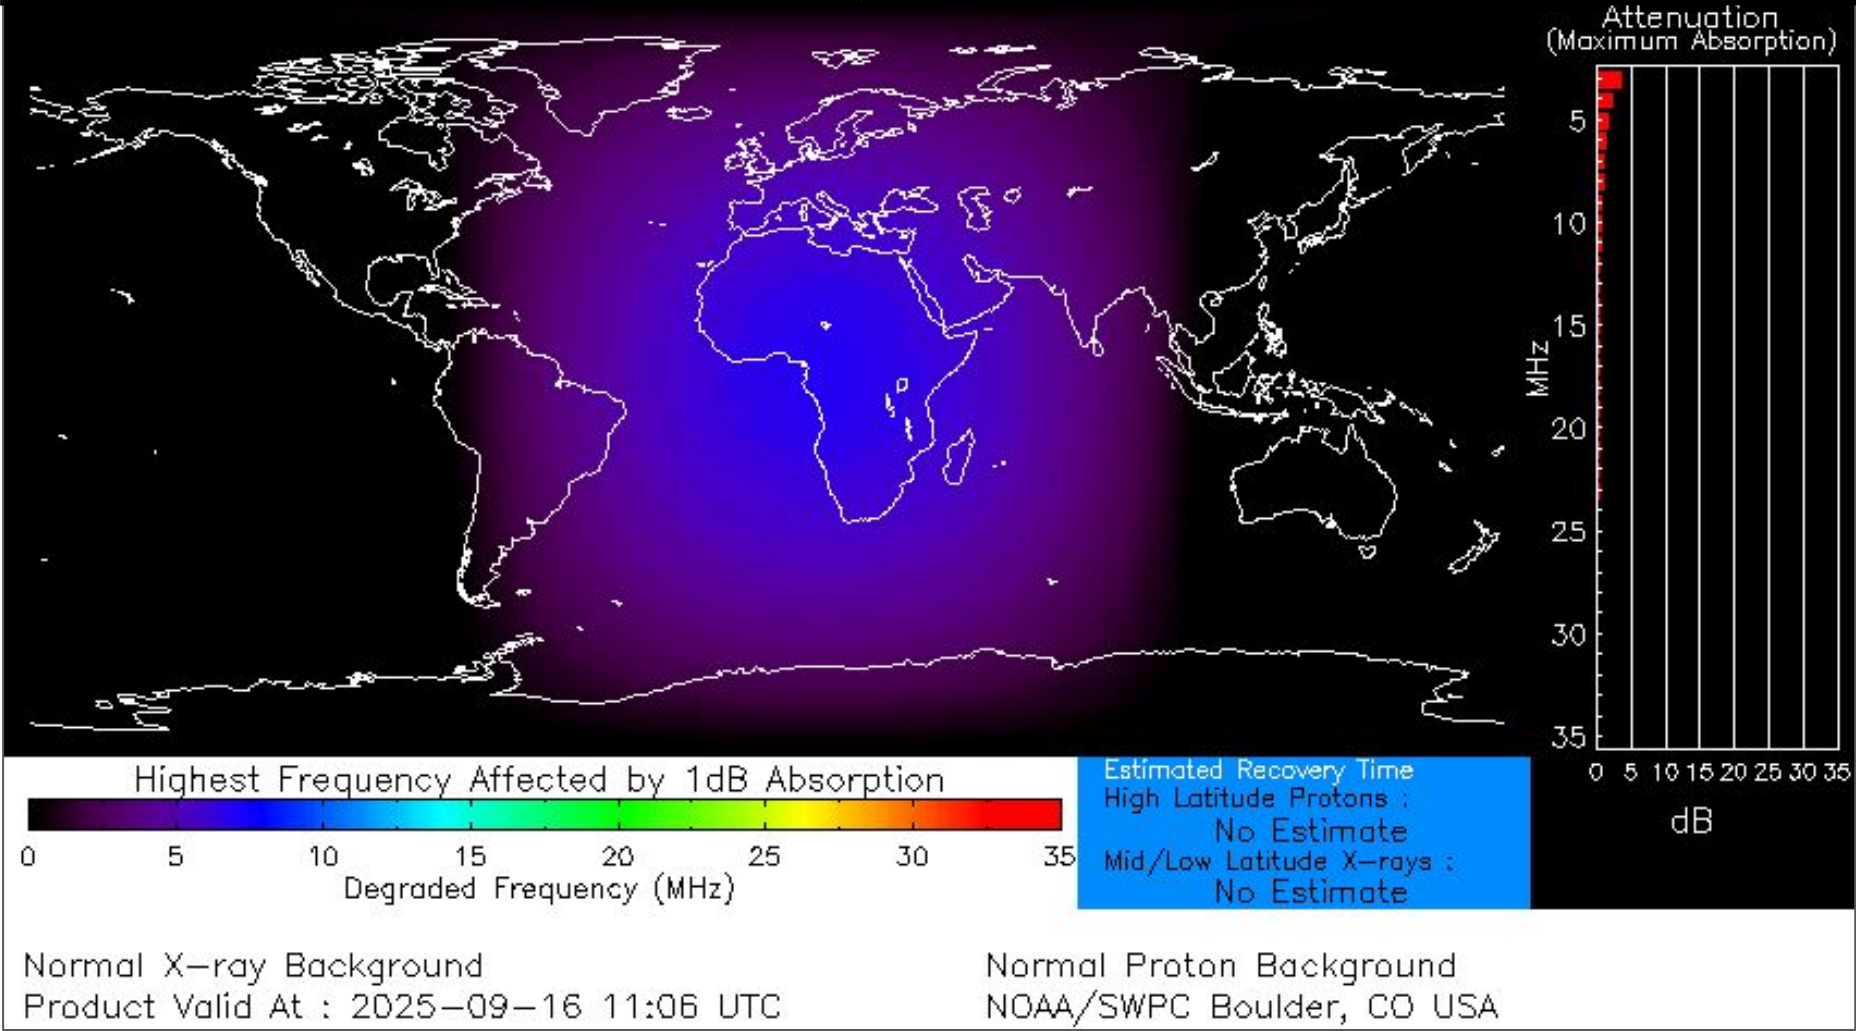 Attenuation
(Maximum Absorption)
5
10
15
20
25
30
35
MHz
0 5 10 15 20 25 30 35
dB
Highest Frequency Affected by 1dB Absorption
0 5 10 15 20 25 30 35
Degraded Frequency (MHz)
Estimated Recovery Time
High Latitude Protons :
No Estimate
Mid/Low Latitude X-rays :
No Estimate
Normal X-ray Background
Product Valid At : 2025-09-16 11:06 UTC
Normal Proton Background
NOAA/SWPC Boulder, CO USA